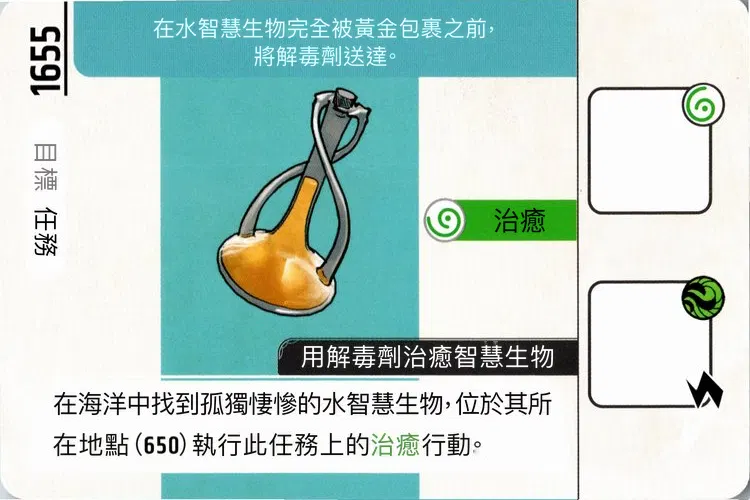 在水智慧生物完全被黃金包裹之前,
將解毒劑送達。
1655
目標 任務
治癒
用解毒劑治癒智慧生物
在海洋中找到孤獨悽慘的水智慧生物,位於其所
在地點(650)執行此任務上的治癒行動。